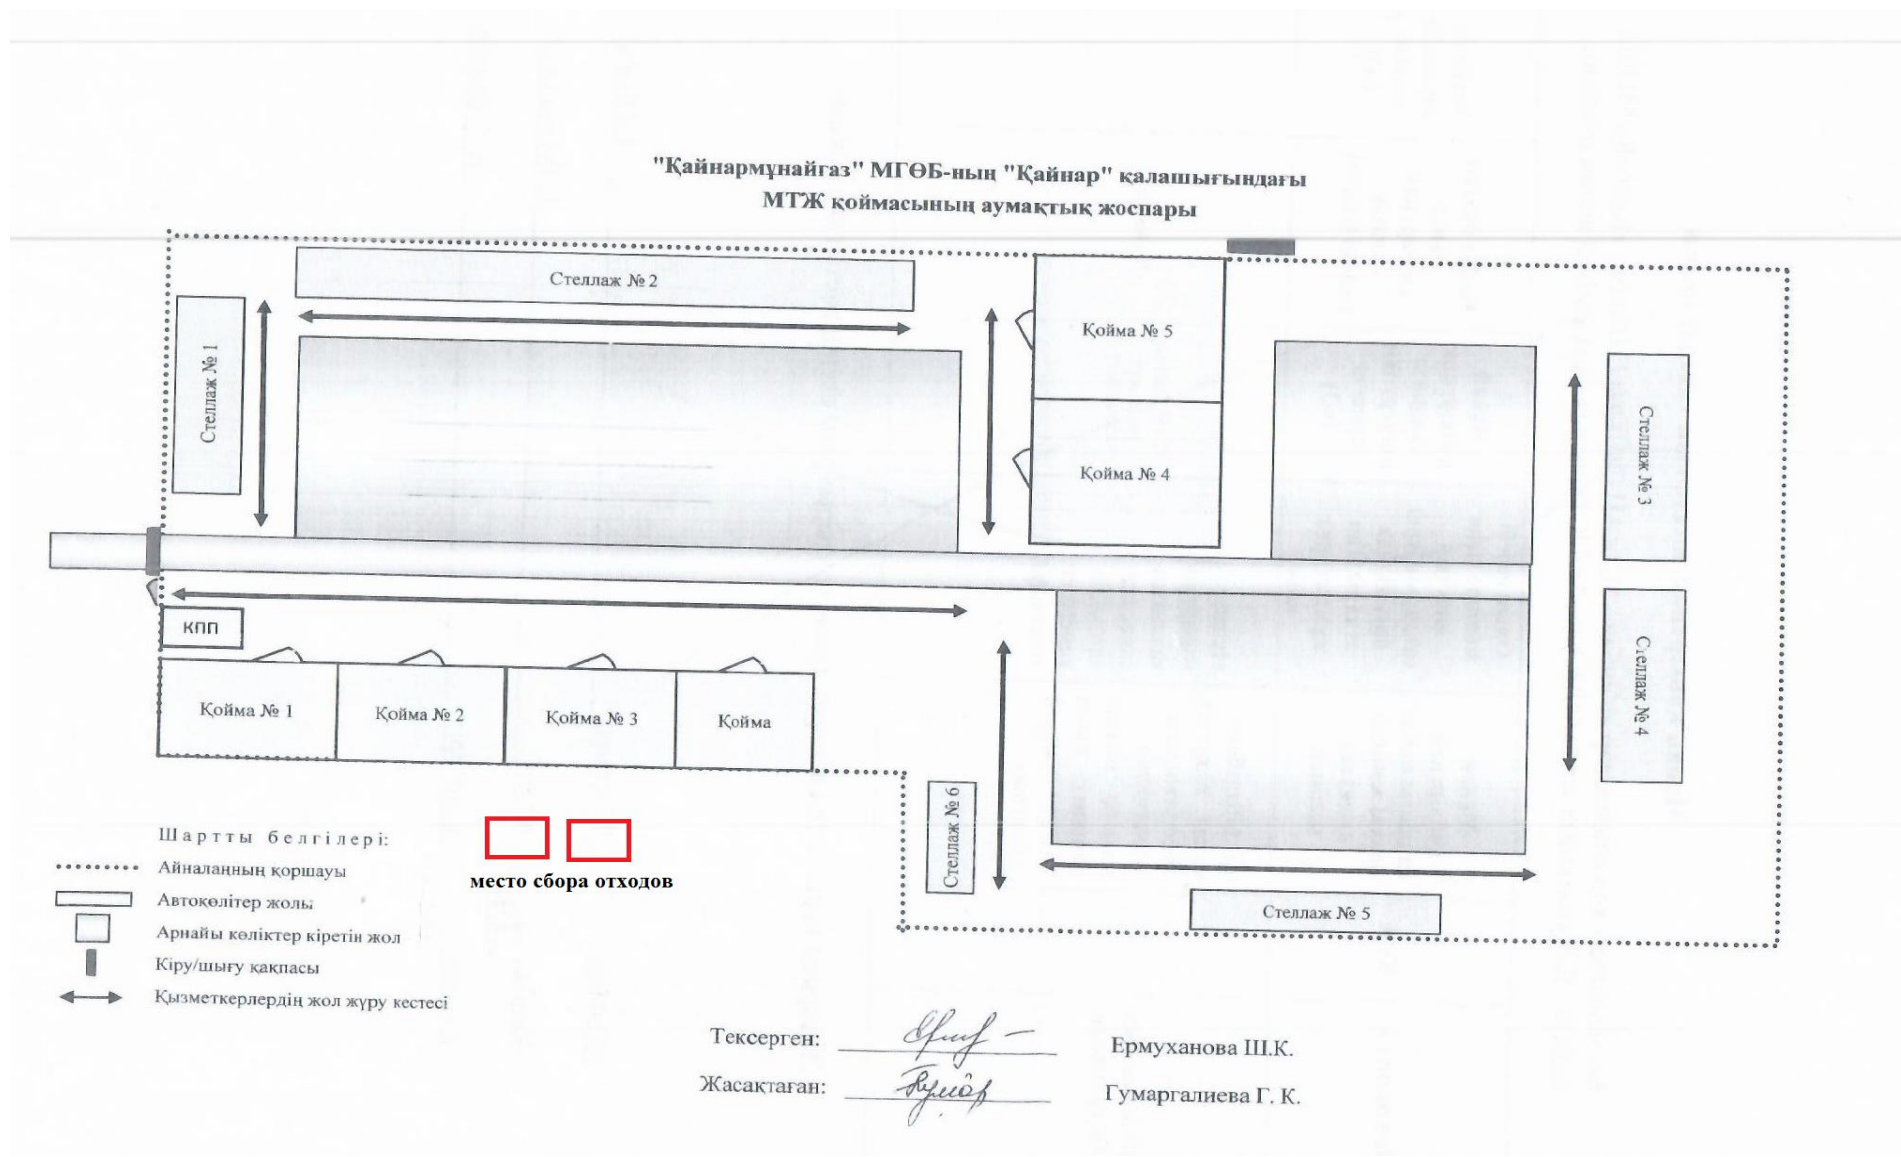 "Қайнармұнайгаз" МГӨБ-ның "Қайнар" қалашығындағы
МТЖ қоймасының аумақтық жоспары
Стеллаж № 2
Стеллаж № 1
Қойма № 5
Қойма № 4
Стеллаж № 3
Стеллаж № 4
КПП
Қойма № 1
Қойма № 2
Қойма № 3
Қойма
Стеллаж № 6
Стеллаж № 5
место сбора отходов
Шартты белгілері:
Айналаңның қоршауы
Автокөлітер жолы
Арнайы көліктер кіретін жол
Кіру/шығу қақпасы
Қызметкерлердің жол жүру кестесі
Тексерген: Ермуханова Ш.К.
Жасақтаған: Гумаргалиева Г. К.